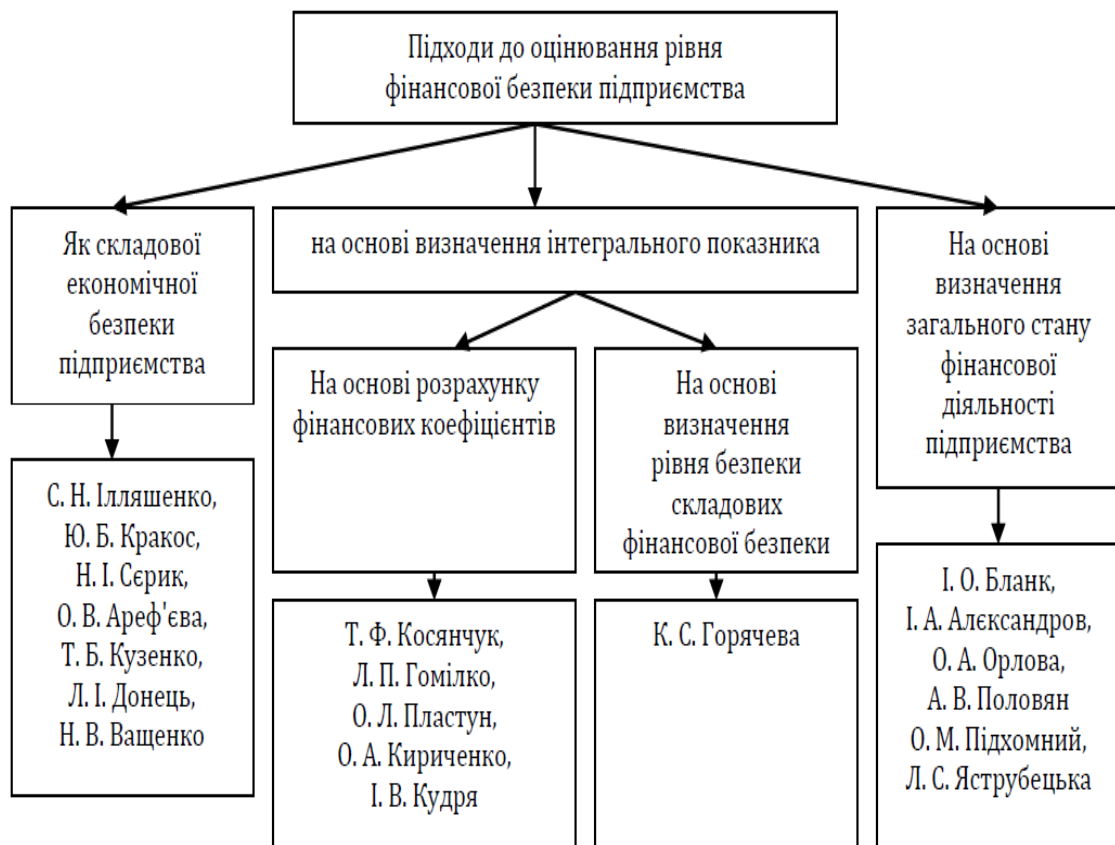 Підходи до оцінювання рівня
фінансової безпеки підприємства
Як складової
економічної
безпеки
підприємства
на основі визначення інтегрального показника
На основі
визначення
загального стану
фінансової
діяльності
підприємства
На основі розрахунку
фінансових коефіцієнтів
На основі
визначення
рівня безпеки
складових
фінансової безпеки
С. Н. Ілляшенко,
Ю. Б. Кракос,
Н. І. Сєрик,
О. В. Ареф'єва,
Т. Б. Кузенко,
Л. І. Донець,
Н. В. Ващенко
Т. Ф. Косянчук,
Л. П. Гомілко,
О. Л. Пластун,
О. А. Кириченко,
І. В. Кудря
К. С. Горячева
І. О. Бланк,
І. А. Алєксандров,
О. А. Орлова,
А. В. Половян
О. М. Підхомний,
Л. С. Яструбецька